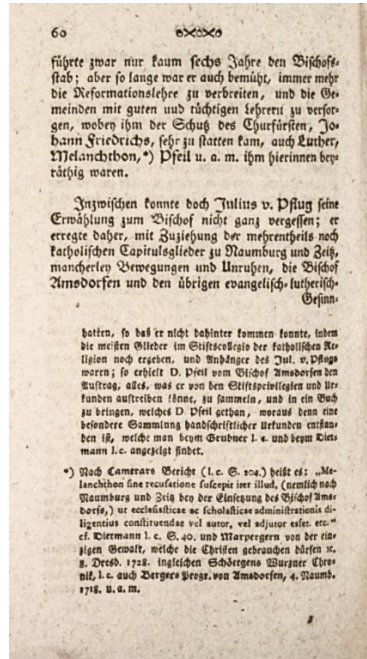 60
führte zwar nur kaum sechs Jahre den Bischofs-
stab; aber so lange war er auch bemüht, immer mehr
die Reformationslehre zu verbreiten, und die Ge-
meinden mit guten uud tüchtigen Lehrern zu versor-
gen, wobey ihm der Schutz des Churfürsten, Jo-
hann Friedrichs, sehr zu statten kam, auch Luther,
Melanchthon,*) Pfeil u. a. m. ihm hierinnen bey-
räthig waren.
Inzwischen konnte doch Julius v. Pflug seine
Erwählung zum Bischof nicht ganz vergessen; er
erregte daher, mit Zuziehung der mehrentheils noch
katholischen Capitulsglieder zu Naumburg und Zeitz,
mancherley Bewegungen und Unruhen, die Bischof
Amsdorfen und den übrigen evangelisch-lutherisch-
Gesinn-
hatten, so daß er nicht dahinter kommen konnte, indem
die meisten Glieder im Stiftscollegio der katholischen Re-
ligion noch ergeben, und Anhänger des Jul. v. Pflugs
waren; so erhielt D. Pfeil vom Bischof Amsdorfen den
Auftrag, alles, was er von den Stiftsprivilegien und Ur-
kunden auftreiben könne, zu sammeln, und in ein Buch
zu bringen, welches D. Pfeil gethan, woraus denn eine
besondere Sammlung handschriftlicher Urkunden entstan-
den ist, welche man beym Grubner l. c. und beym Diet-
mann l. c. angezeigt findet.
*) Nach Camerars Bericht (l. c. S. 204.) heißt es: „Me-
lanchthon sine recusatione suscepit iter illud, (nemlich nach
Naumburg und Zeitz bey der Einsetzung des Bischof Ams-
dorfs,) ut ecclesiasticae ac scholasticae administrationis di-
ligentius constituendae vel autor, vel adjutor esset. etc.“
cf. Dietmann l. c. S. 40. und Marpergern von der ein-
zigen Gewalt, welche die Christen gebrauchen dürfen ꝛc.
8. Dresd. 1728. ingleichen Schöttgens Wurzner Chro-
nik, l. c. auch Bergers Progr. von Amsdorfen, 4. Naumb.
1718. u. a. m.